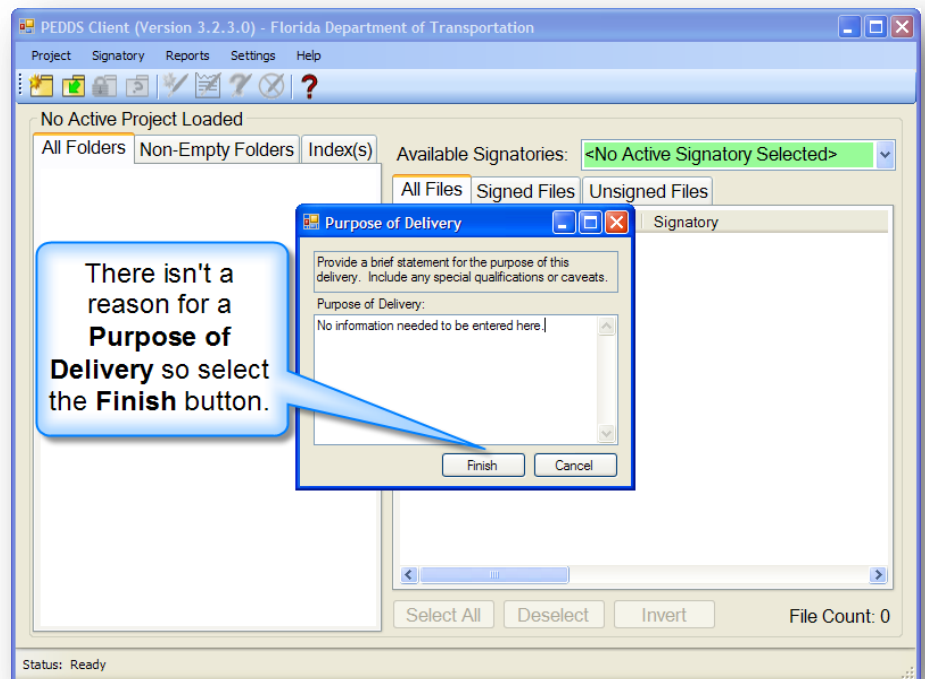 PEDDS Client (Version 3.2.3.0) - Florida Department of Transportation
Project Signatory Reports Settings Help
No Active Project Loaded
All Folders Non-Empty Folders Index(s)
Available Signatories: <No Active Signatory Selected>
All Files Signed Files Unsigned Files
Signatory
Purpose of Delivery
Provide a brief statement for the purpose of this
delivery. Include any special qualifications or caveats.
Purpose of Delivery:
No information needed to be entered here.
Finish Cancel
There isn't a
reason for a
Purpose of
Delivery so select
the Finish button.
Select All Deselect Invert File Count: 0
Status: Ready